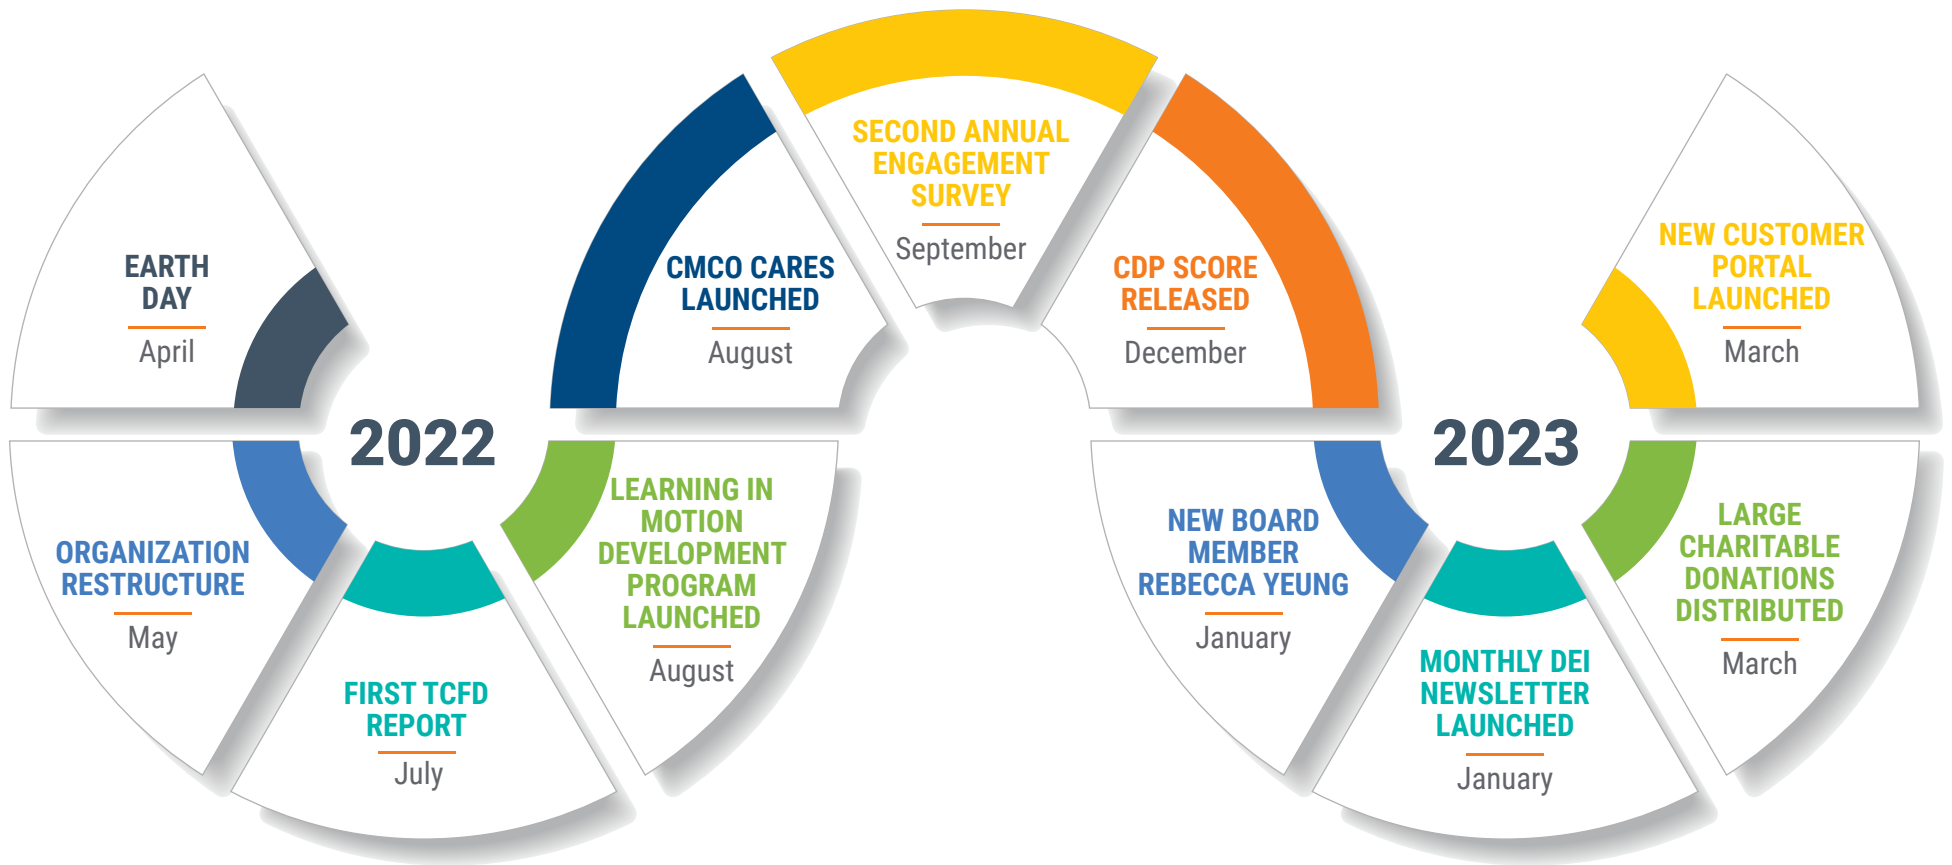 EARTH
DAY
April
ORGANIZATION
RESTRUCTURE
May
2022
FIRST TCFD
REPORT
July
LEARNING IN
MOTION
DEVELOPMENT
PROGRAM
LAUNCHED
August
CMCO CARES
LAUNCHED
August
SECOND ANNUAL
ENGAGEMENT
SURVEY
September
CDP SCORE
RELEASED
December
2023
NEW BOARD
MEMBER
REBECCA YEUNG
January
MONTHLY DEI
NEWSLETTER
LAUNCHED
January
LARGE
CHARITABLE
DONATIONS
DISTRIBUTED
March
NEW CUSTOMER
PORTAL
LAUNCHED
March